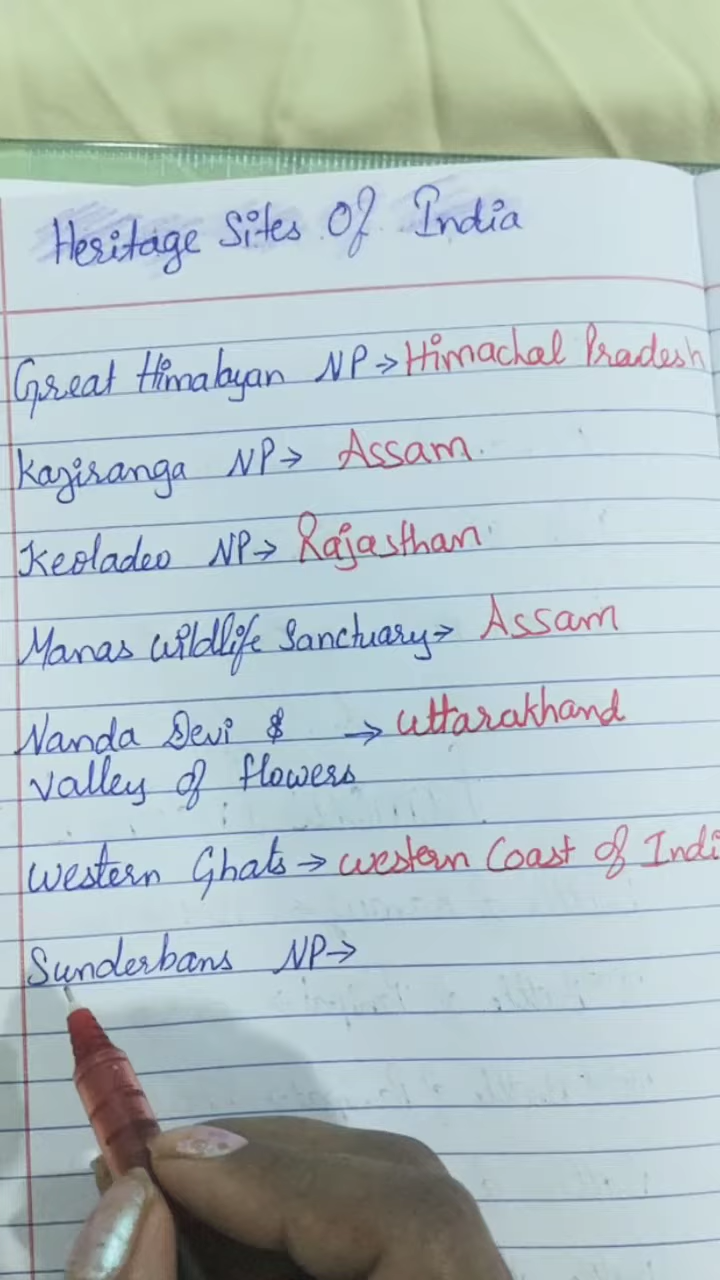 Heritage Sites Of India
Great Himalayan NP → Himachal Pradesh
Kaziranga NP → Assam
Keoladeo NP → Rajasthan
Manas Wildlife Sanctuary → Assam
Nanda Devi & → Uttarakhand
Valley of flowers
Western Ghats → Western Coast of Indi
Sunderbans NP →